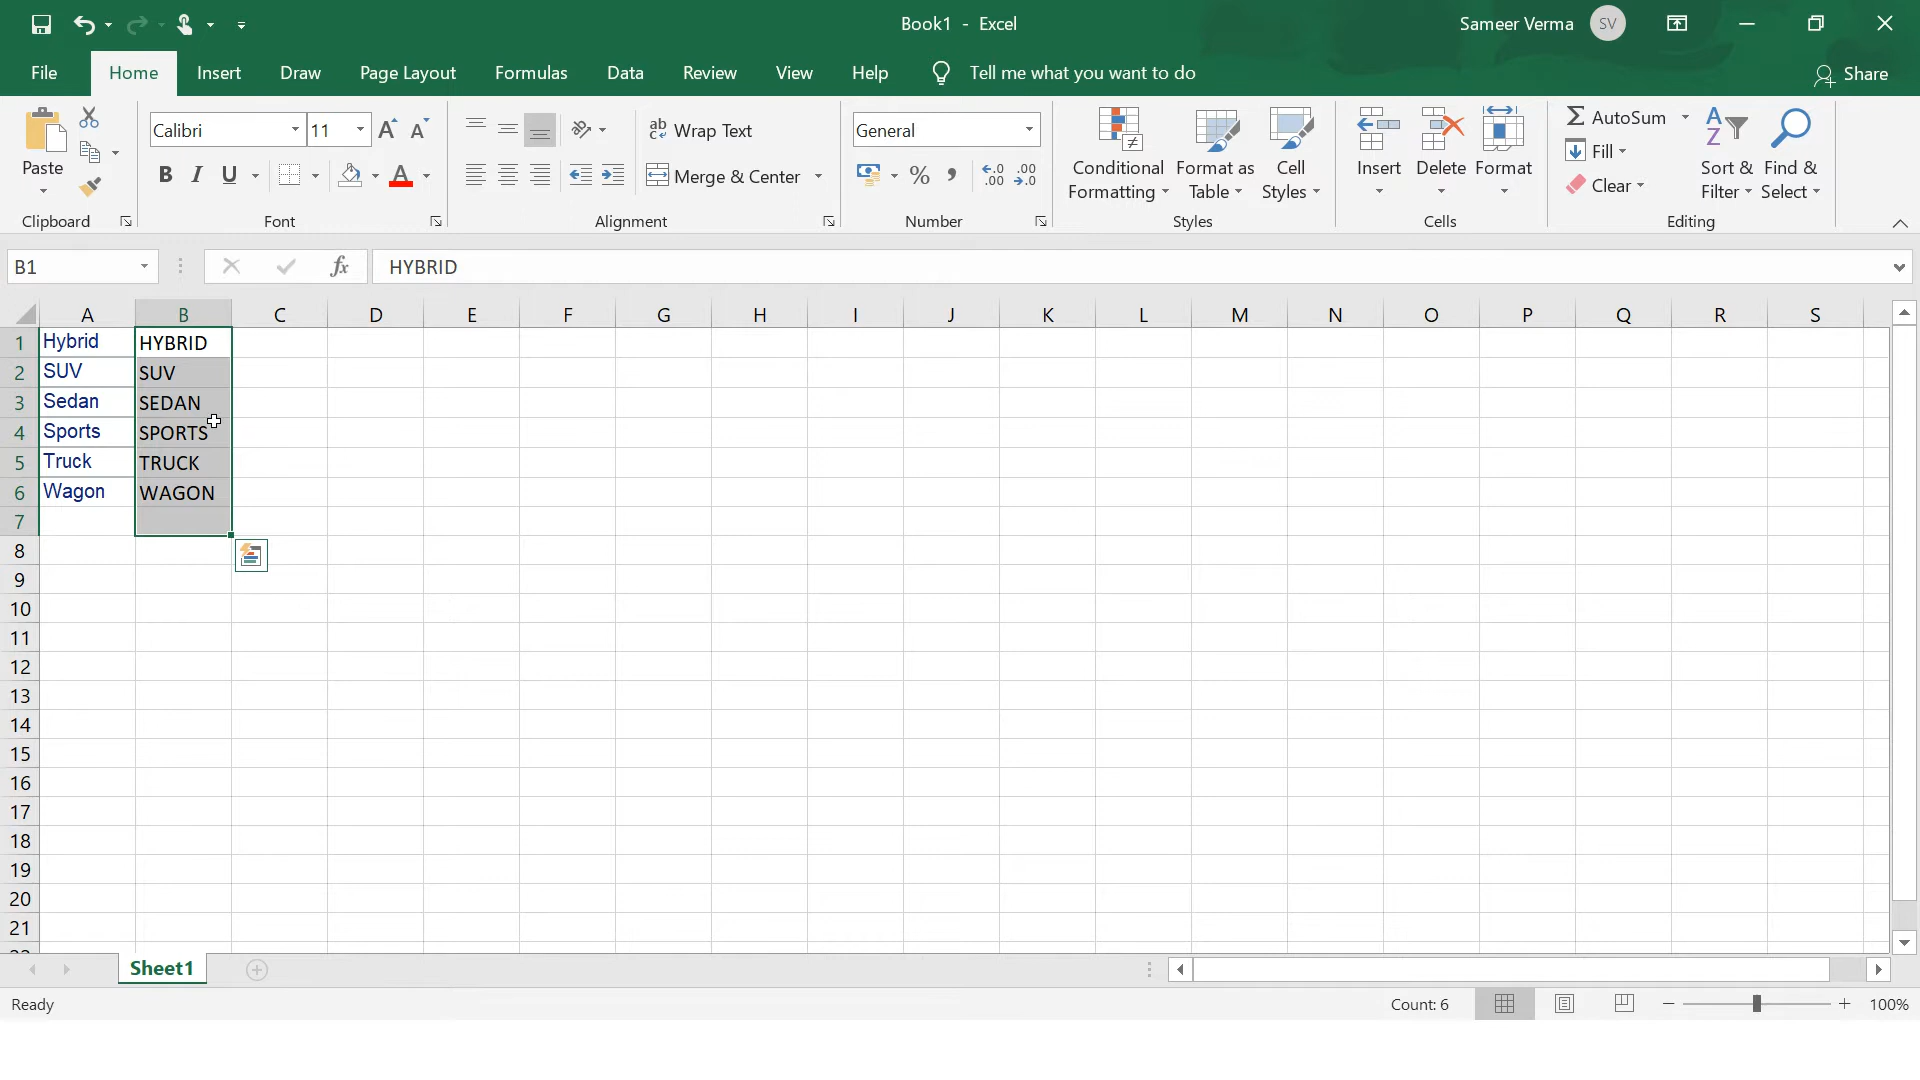 Book1 - Excel
Sameer Verma SV
File Home Insert Draw Page Layout Formulas Data Review View Help Tell me what you want to do Share
Paste
Clipboard
Calibri 11
B I U
Font
Wrap Text
Merge & Center
Alignment
General
Number
Conditional Formatting
Format as Table
Cell Styles
Styles
Insert Delete Format
Cells
AutoSum
Fill
Clear
Sort & Filter
Find & Select
Editing
B1 fx HYBRID
A B C D E F G H I J K L M N O P Q R S
1 Hybrid HYBRID
2 SUV SUV
3 Sedan SEDAN
4 Sports SPORTS
5 Truck TRUCK
6 Wagon WAGON
7
8
9
10
11
12
13
14
15
16
17
18
19
20
21
Sheet1
Ready Count: 6 100%